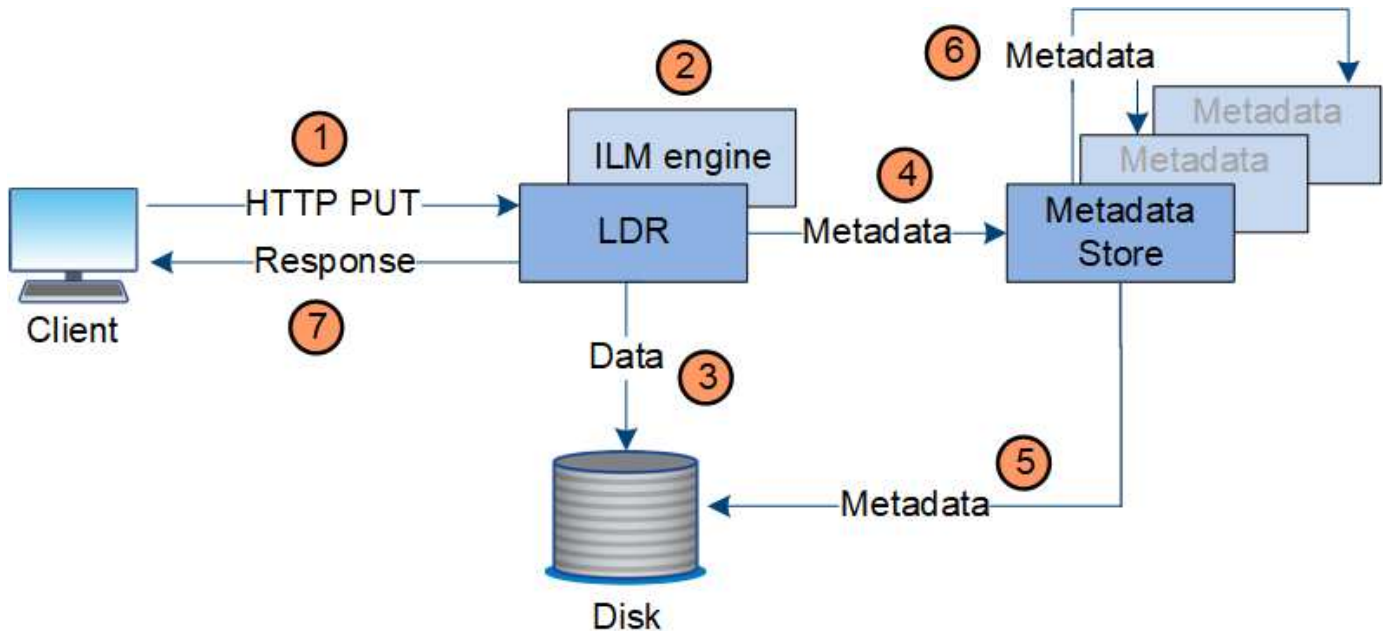 6
Metadata
2
Metadata
1
ILM engine
Metadata
4
HTTP PUT
LDR
Metadata
Metadata
Store
Response
Client
7
Data
3
5
Metadata
Disk